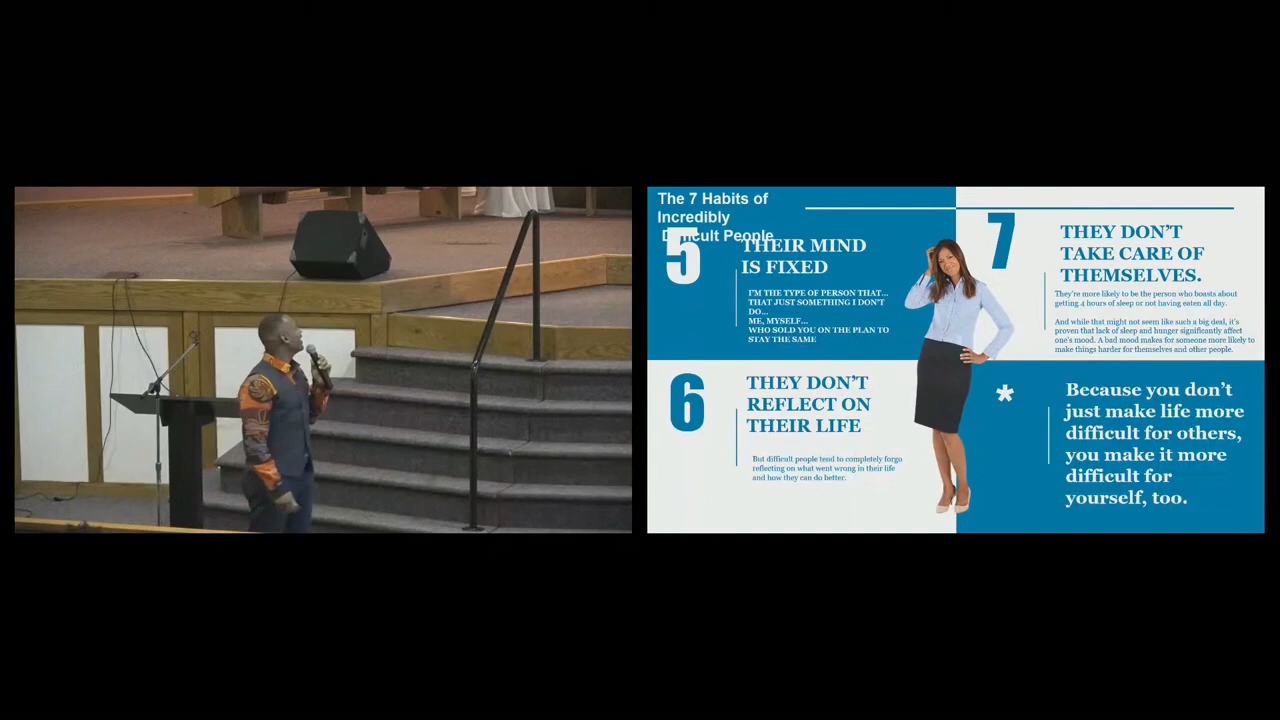 The 7 Habits of
Incredibly
Difficult People
5
THEIR MIND
IS FIXED
I'M THE TYPE OF PERSON THAT...
THAT JUST SOMETHING I DON'T
DO...
ME, MYSELF...
WHO SOLD YOU ON THE PLAN TO
STAY THE SAME
7
THEY DON'T
TAKE CARE OF
THEMSELVES.
They're more likely to be the person who boasts about
getting 4 hours of sleep or not having eaten all day.
And while that might not seem like such a big deal, it's
proven that lack of sleep and hunger significantly affect
one's mood. A bad mood makes for someone more likely to
make things harder for themselves and other people.
6
THEY DON'T
REFLECT ON
THEIR LIFE
But difficult people tend to completely forgo
reflecting on what went wrong in their life
and how they can do better.
*
Because you don't
just make life more
difficult for others,
you make it more
difficult for
yourself, too.